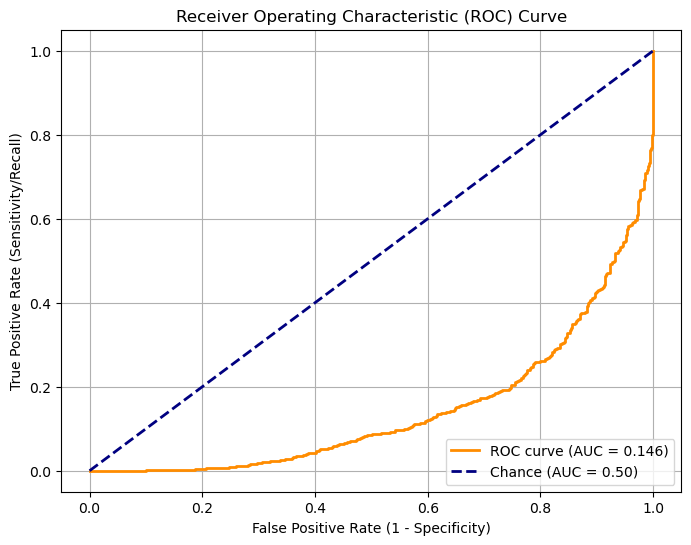 Receiver Operating Characteristic (ROC) Curve
True Positive Rate (Sensitivity/Recall)
1.0
0.8
0.6
0.4
0.2
0.0
ROC curve (AUC = 0.146)
Chance (AUC = 0.50)
0.0 0.2 0.4 0.6 0.8 1.0
False Positive Rate (1 - Specificity)